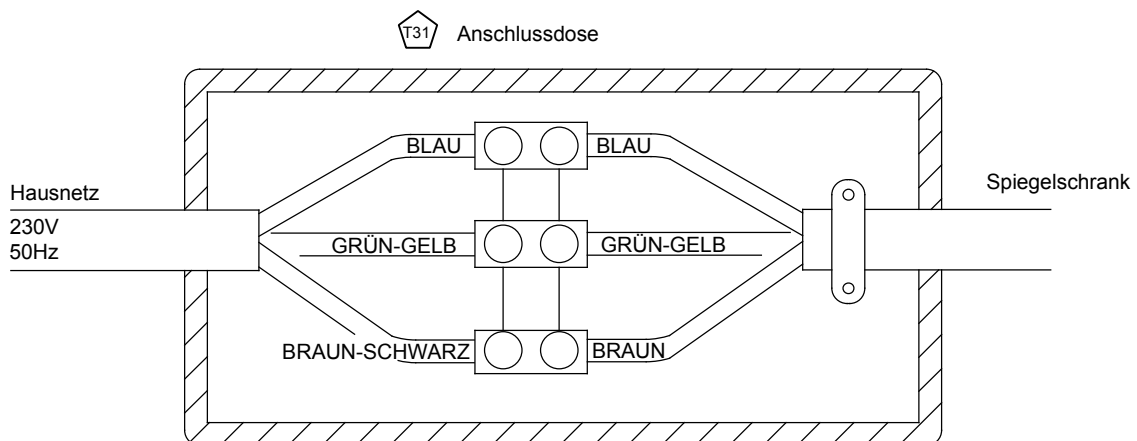 T31 Anschlussdose
BLAU BLAU
Hausnetz
Spiegelschrank
230V
50Hz
GRÜN-GELB GRÜN-GELB
BRAUN-SCHWARZ BRAUN